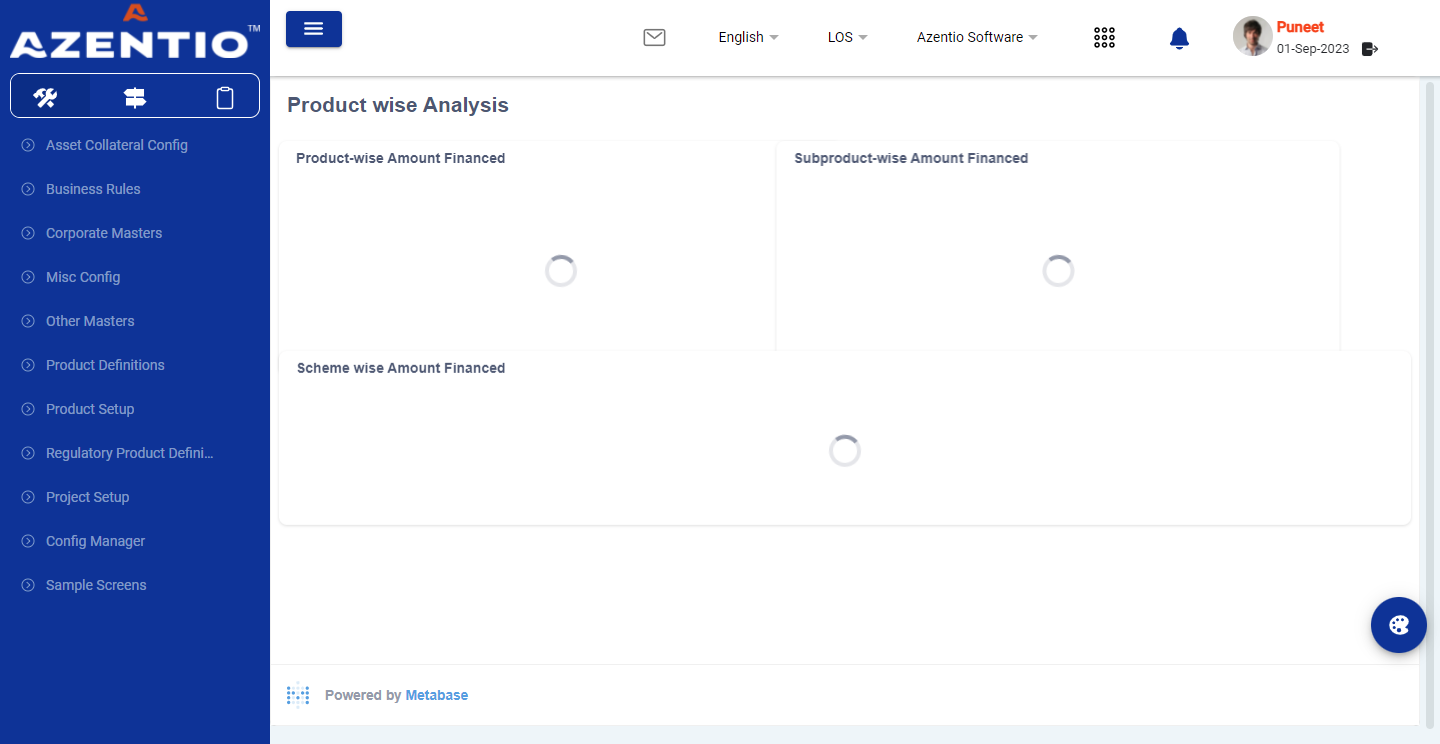 AZENTIO™
English
LOS
Azentio Software
Puneet
01-Sep-2023
Asset Collateral Config
Business Rules
Corporate Masters
Misc Config
Other Masters
Product Definitions
Product Setup
Regulatory Product Defini...
Project Setup
Config Manager
Sample Screens
Product wise Analysis
Product-wise Amount Financed
Subproduct-wise Amount Financed
Scheme wise Amount Financed
Powered by Metabase